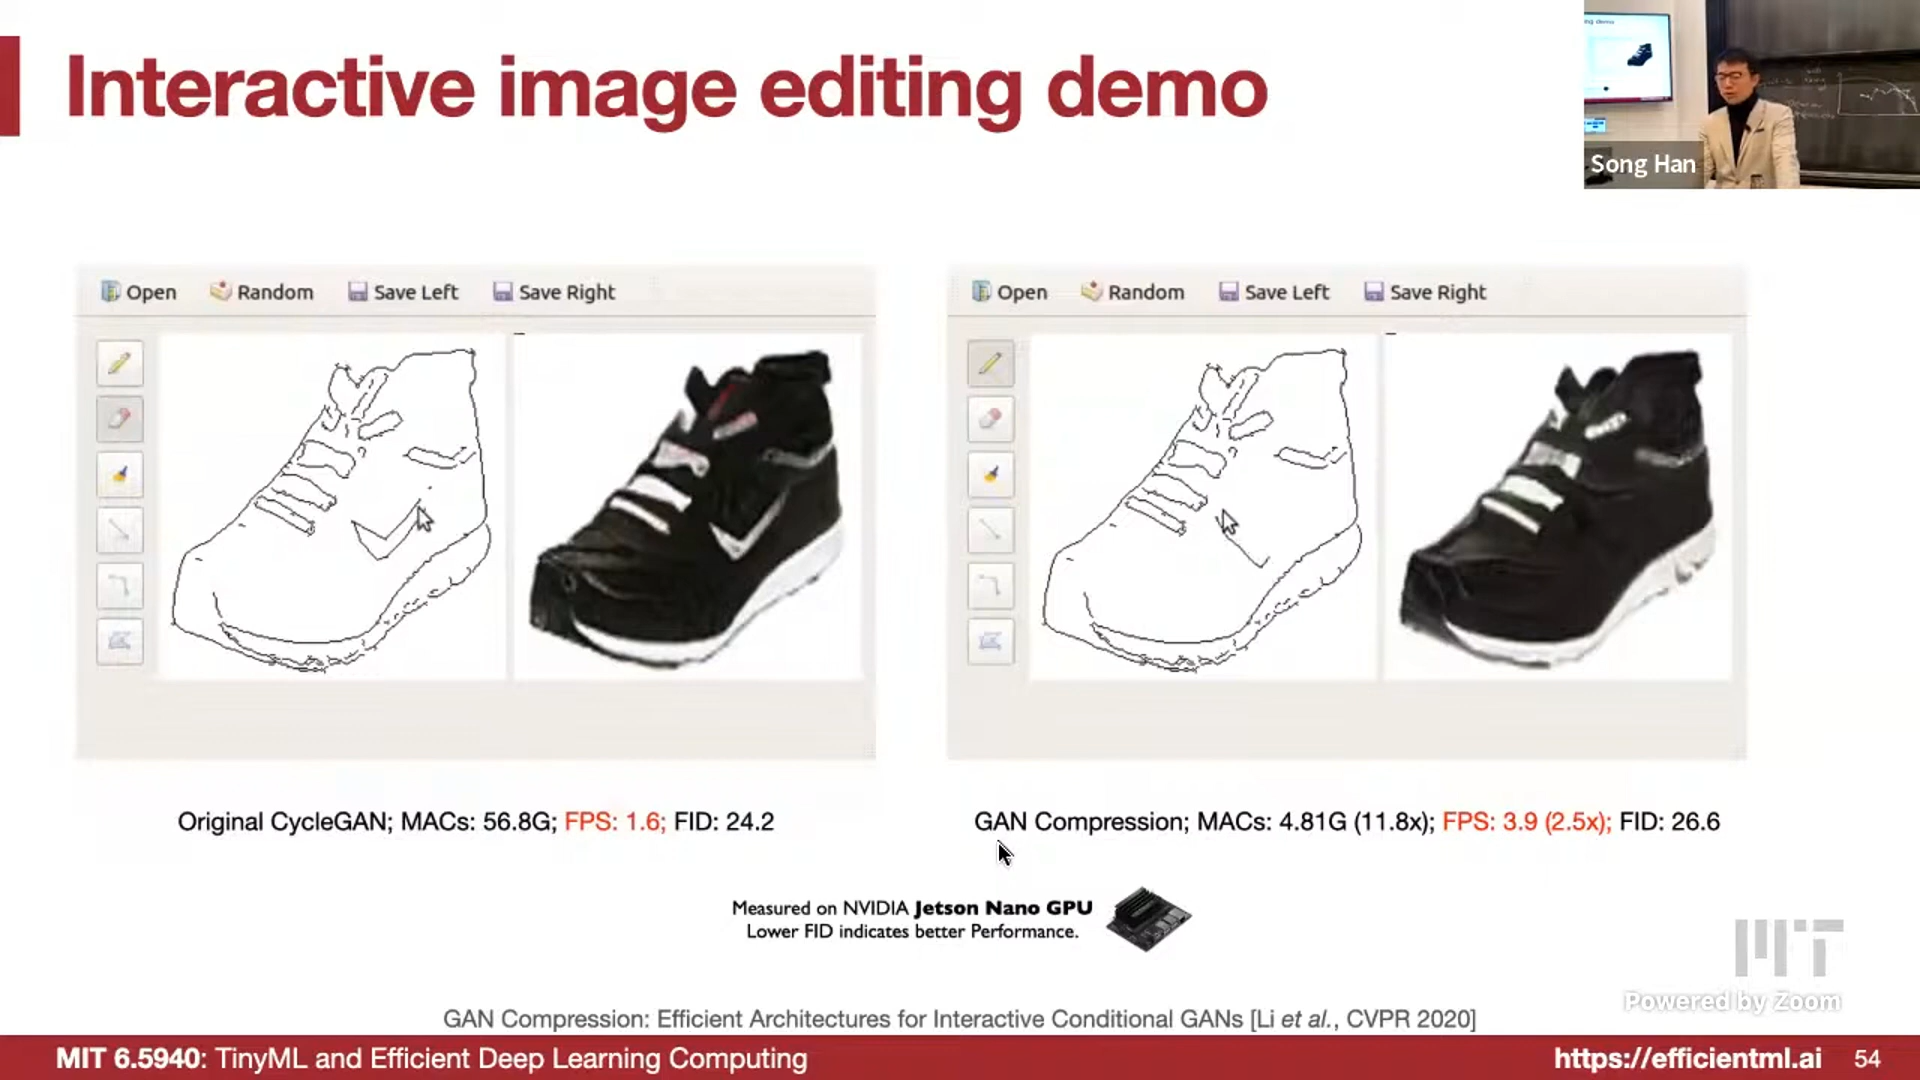 Interactive image editing demo
Song Han
Open Random Save Left Save Right
Open Random Save Left Save Right
Original CycleGAN; MACs: 56.8G; FPS: 1.6; FID: 24.2
GAN Compression; MACs: 4.81G (11.8x); FPS: 3.9 (2.5x); FID: 26.6
Measured on NVIDIA Jetson Nano GPU
Lower FID indicates better Performance.
MIT
Powered by Zoom
GAN Compression: Efficient Architectures for Interactive Conditional GANs [Li et al., CVPR 2020]
MIT 6.5940: TinyML and Efficient Deep Learning Computing
https://efficientml.ai 54